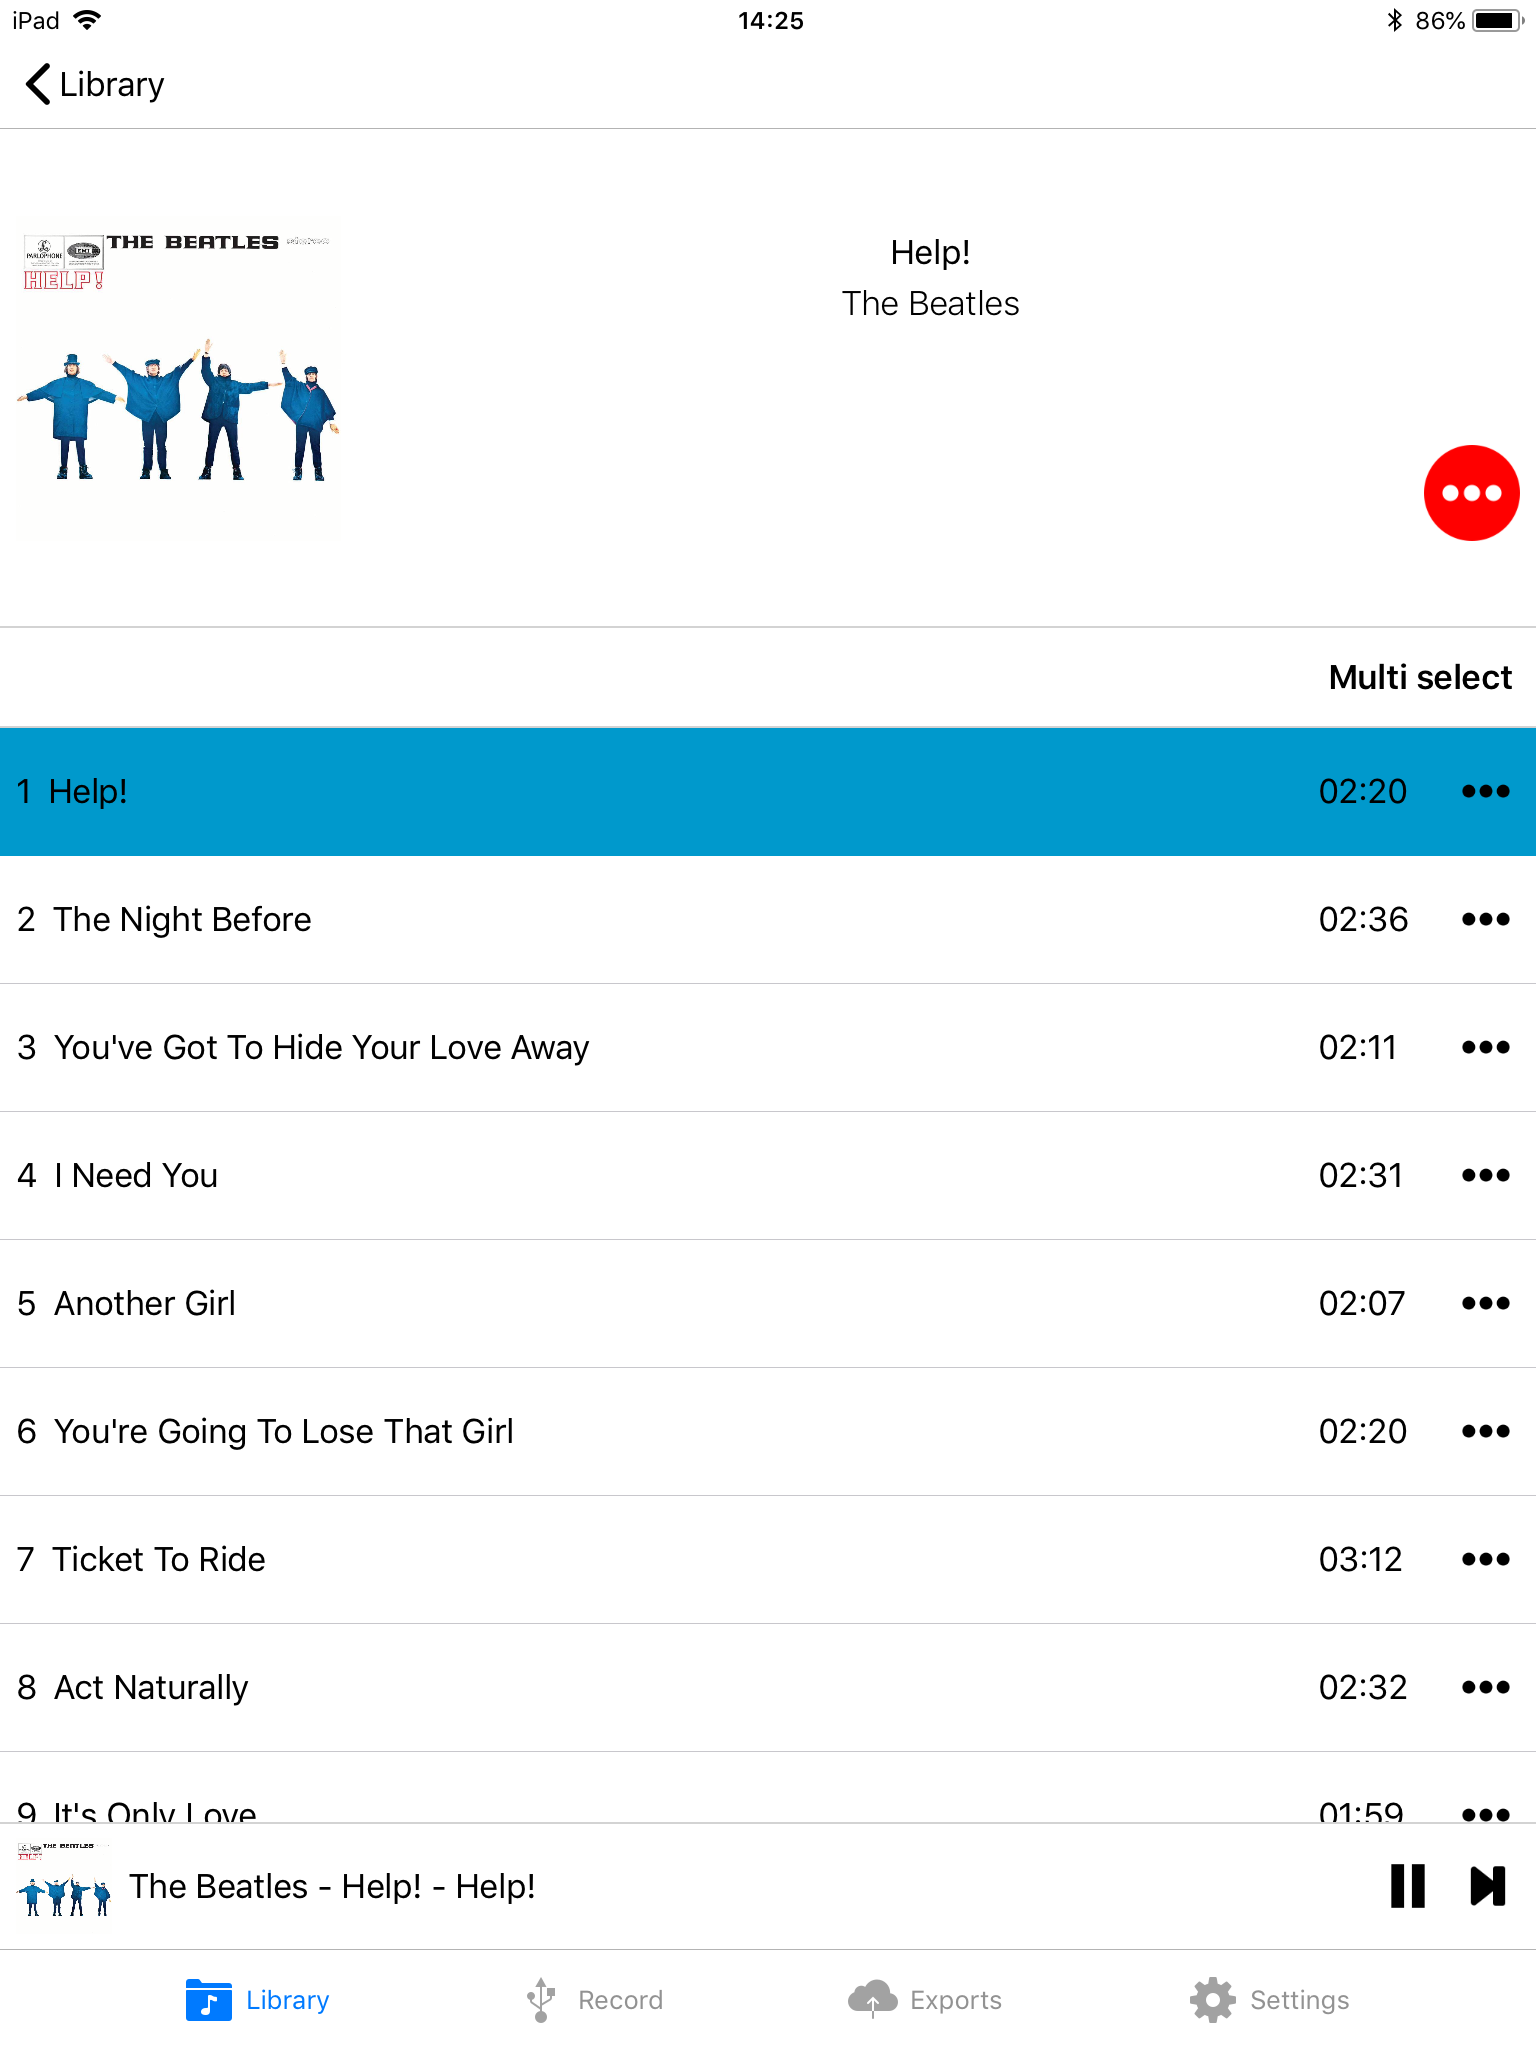 iPad 14:25 86%
Library
PARLOPHONE EMI THE BEATLES
HELP!
Help!
The Beatles
Multi select
1 Help! 02:20
2 The Night Before 02:36
3 You've Got To Hide Your Love Away 02:11
4 I Need You 02:31
5 Another Girl 02:07
6 You're Going To Lose That Girl 02:20
7 Ticket To Ride 03:12
8 Act Naturally 02:32
9 It's Only Love 01:59
THE BEATLES
The Beatles - Help! - Help!
Library Record Exports Settings